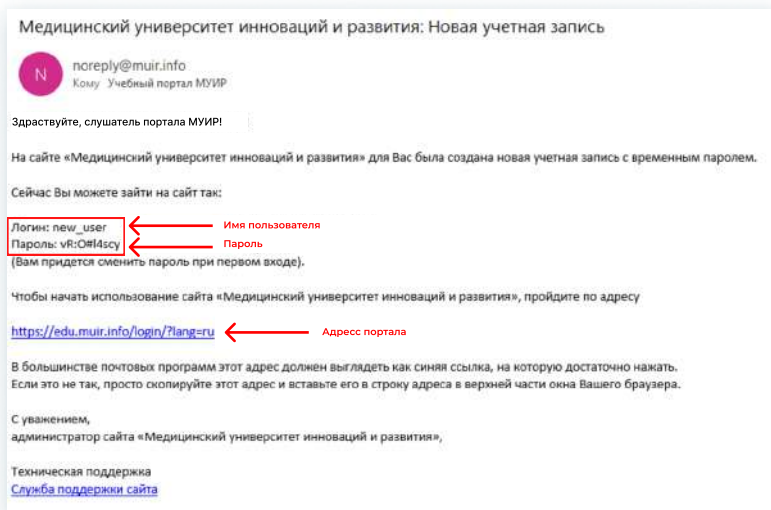 Медицинский университет инноваций и развития: Новая учетная запись
N
noreply@muir.info
Кому Учебный портал МУИР
Здраствуйте, слушатель портала МУИР!
На сайте «Медицинский университет инноваций и развития» для Вас была создана новая учетная запись с временным паролем.
Сейчас Вы можете зайти на сайт так:
Логин: new_user Имя пользователя
Пароль: vR:O#l4scy Пароль
(Вам придется сменить пароль при первом входе).
Чтобы начать использование сайта «Медицинский университет инноваций и развития», пройдите по адресу
https://edu.muir.info/login/?lang=ru Адресс портала
В большинстве почтовых программ этот адрес должен выглядеть как синяя ссылка, на которую достаточно нажать.
Если это не так, просто скопируйте этот адрес и вставьте его в строку адреса в верхней части окна Вашего браузера.
С уважением,
администратор сайта «Медицинский университет инноваций и развития»,
Техническая поддержка
Служба поддержки сайта